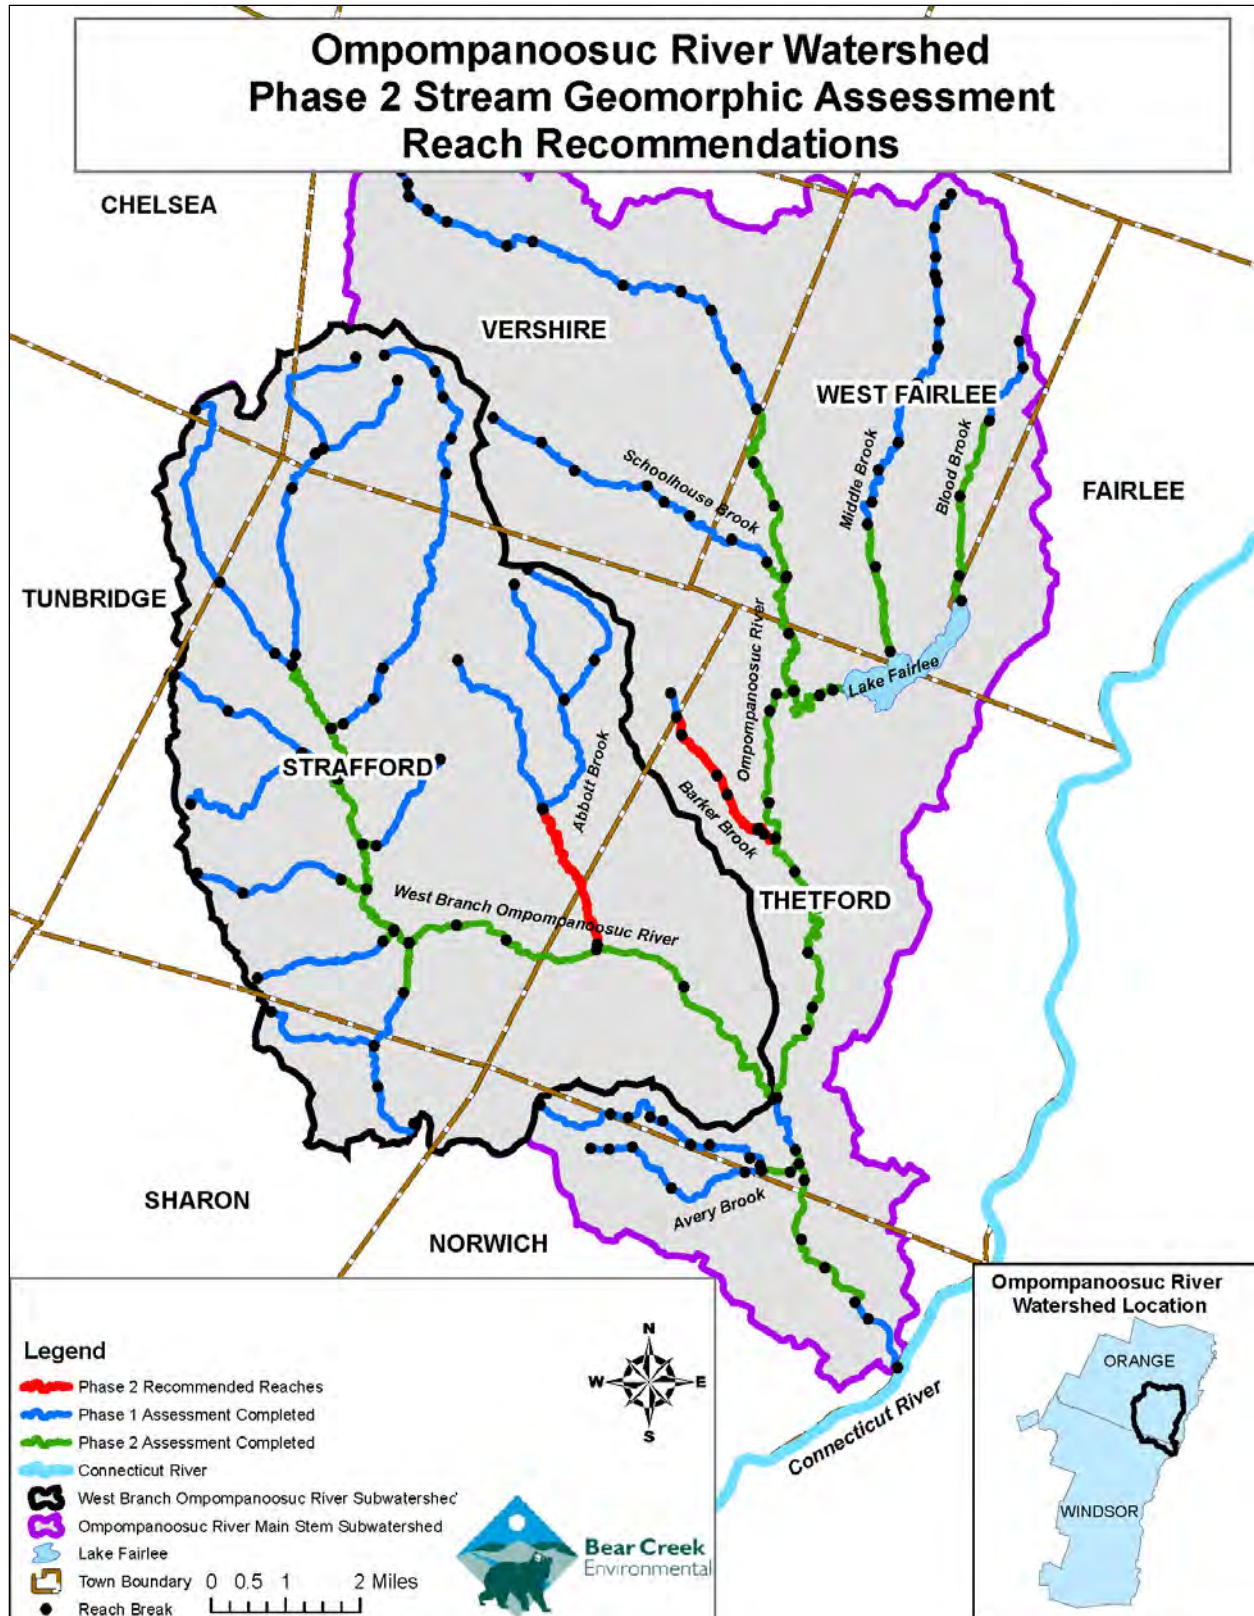 Ompompanoosuc River Watershed
Phase 2 Stream Geomorphic Assessment
Reach Recommendations
CHELSEA
VERSHIRE
WEST FAIRLEE
Schoolhouse Brook
Middle Brook
Blood Brook
FAIRLEE
TUNBRIDGE
Ompompanoosuc River
Lake Fairlee
STRAFFORD
Abbott Brook
Barker Brook
THETFORD
West Branch Ompompanoosuc River
Avery Brook
SHARON
NORWICH
Connecticut River
Legend
Phase 2 Recommended Reaches
Phase 1 Assessment Completed
Phase 2 Assessment Completed
Connecticut River
West Branch Ompompanoosuc River Subwatershed
Ompompanoosuc River Main Stem Subwatershed
Lake Fairlee
Town Boundary
Reach Break
0 0.5 1 2 Miles
N
W E
S
Bear Creek
Environmental
Ompompanoosuc River
Watershed Location
ORANGE
WINDSOR